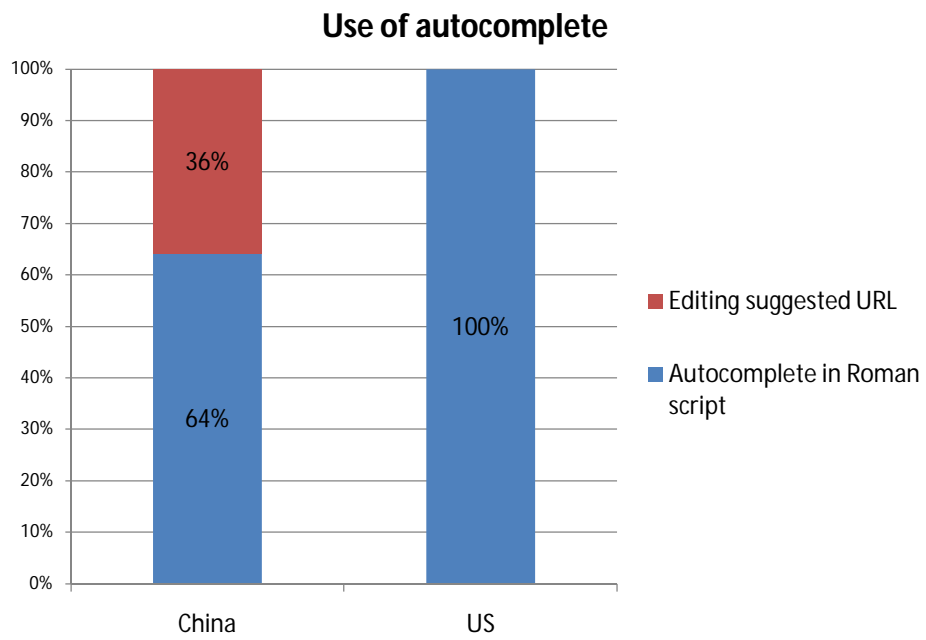 Use of autocomplete
100%
90%
80%
70%
60%
50%
40%
30%
20%
10%
0%
36%
64%
100%
China
US
Editing suggested URL
Autocomplete in Roman
script